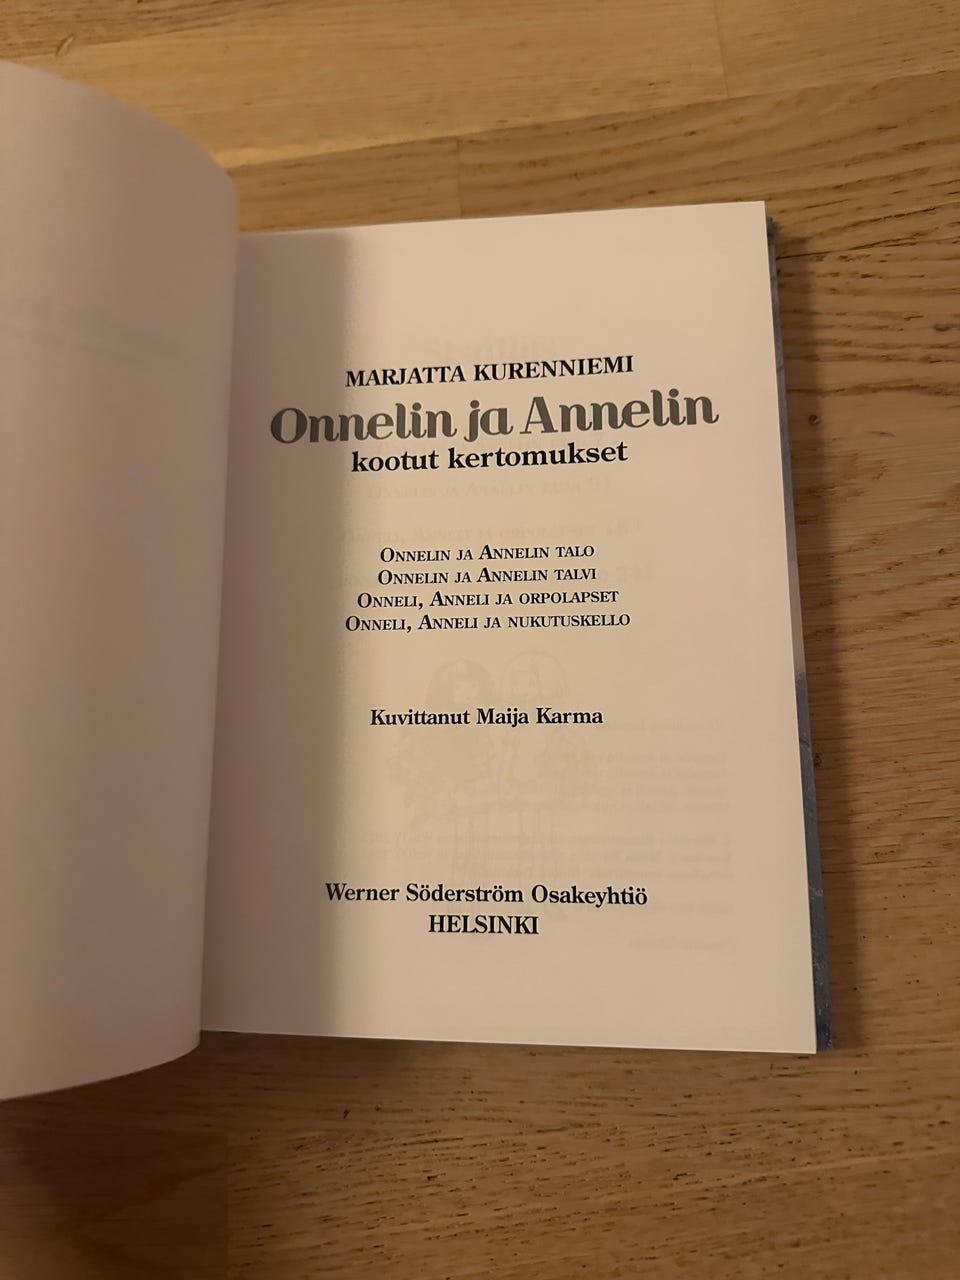 MARJATTA KURENNIEMI
Onnelin ja Annelin
kootut kertomukset
ONNELIN JA ANNELIN TALO
ONNELIN JA ANNELIN TALVI
ONNELI, ANNELI JA ORPOLAPSET
ONNELI, ANNELI JA NUKUTUSKELLO
Kuvittanut Maija Karma
Werner Söderström Osakeyhtiö
HELSINKI